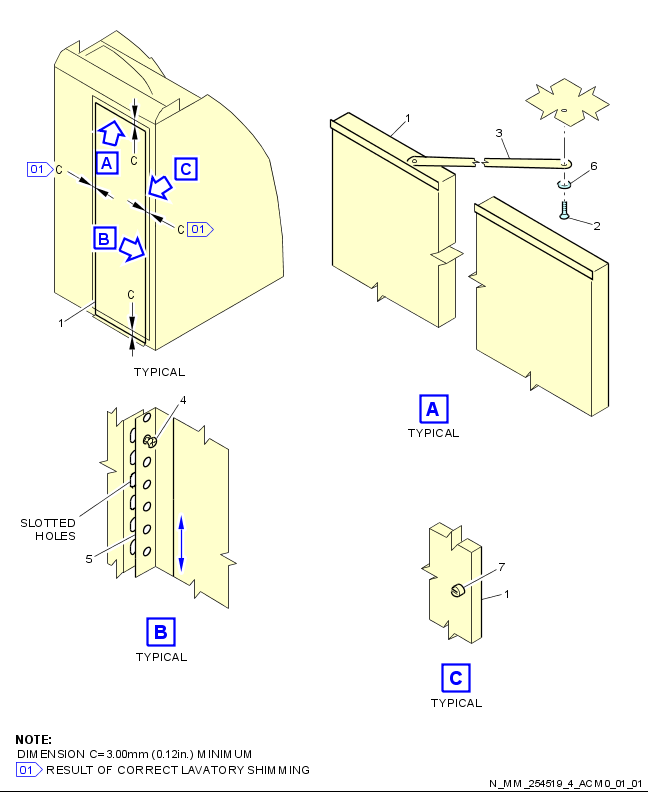 1
3
6
2
A
C
C
01 C
C 01
B
C
1
TYPICAL
A
TYPICAL
4
SLOTTED
HOLES
5
B
TYPICAL
7
1
C
TYPICAL
NOTE:
DIMENSION C=3.00mm (0.12in.) MINIMUM
01 RESULT OF CORRECT LAVATORY SHIMMING
N_MM_254519_4_ACM0_01_01